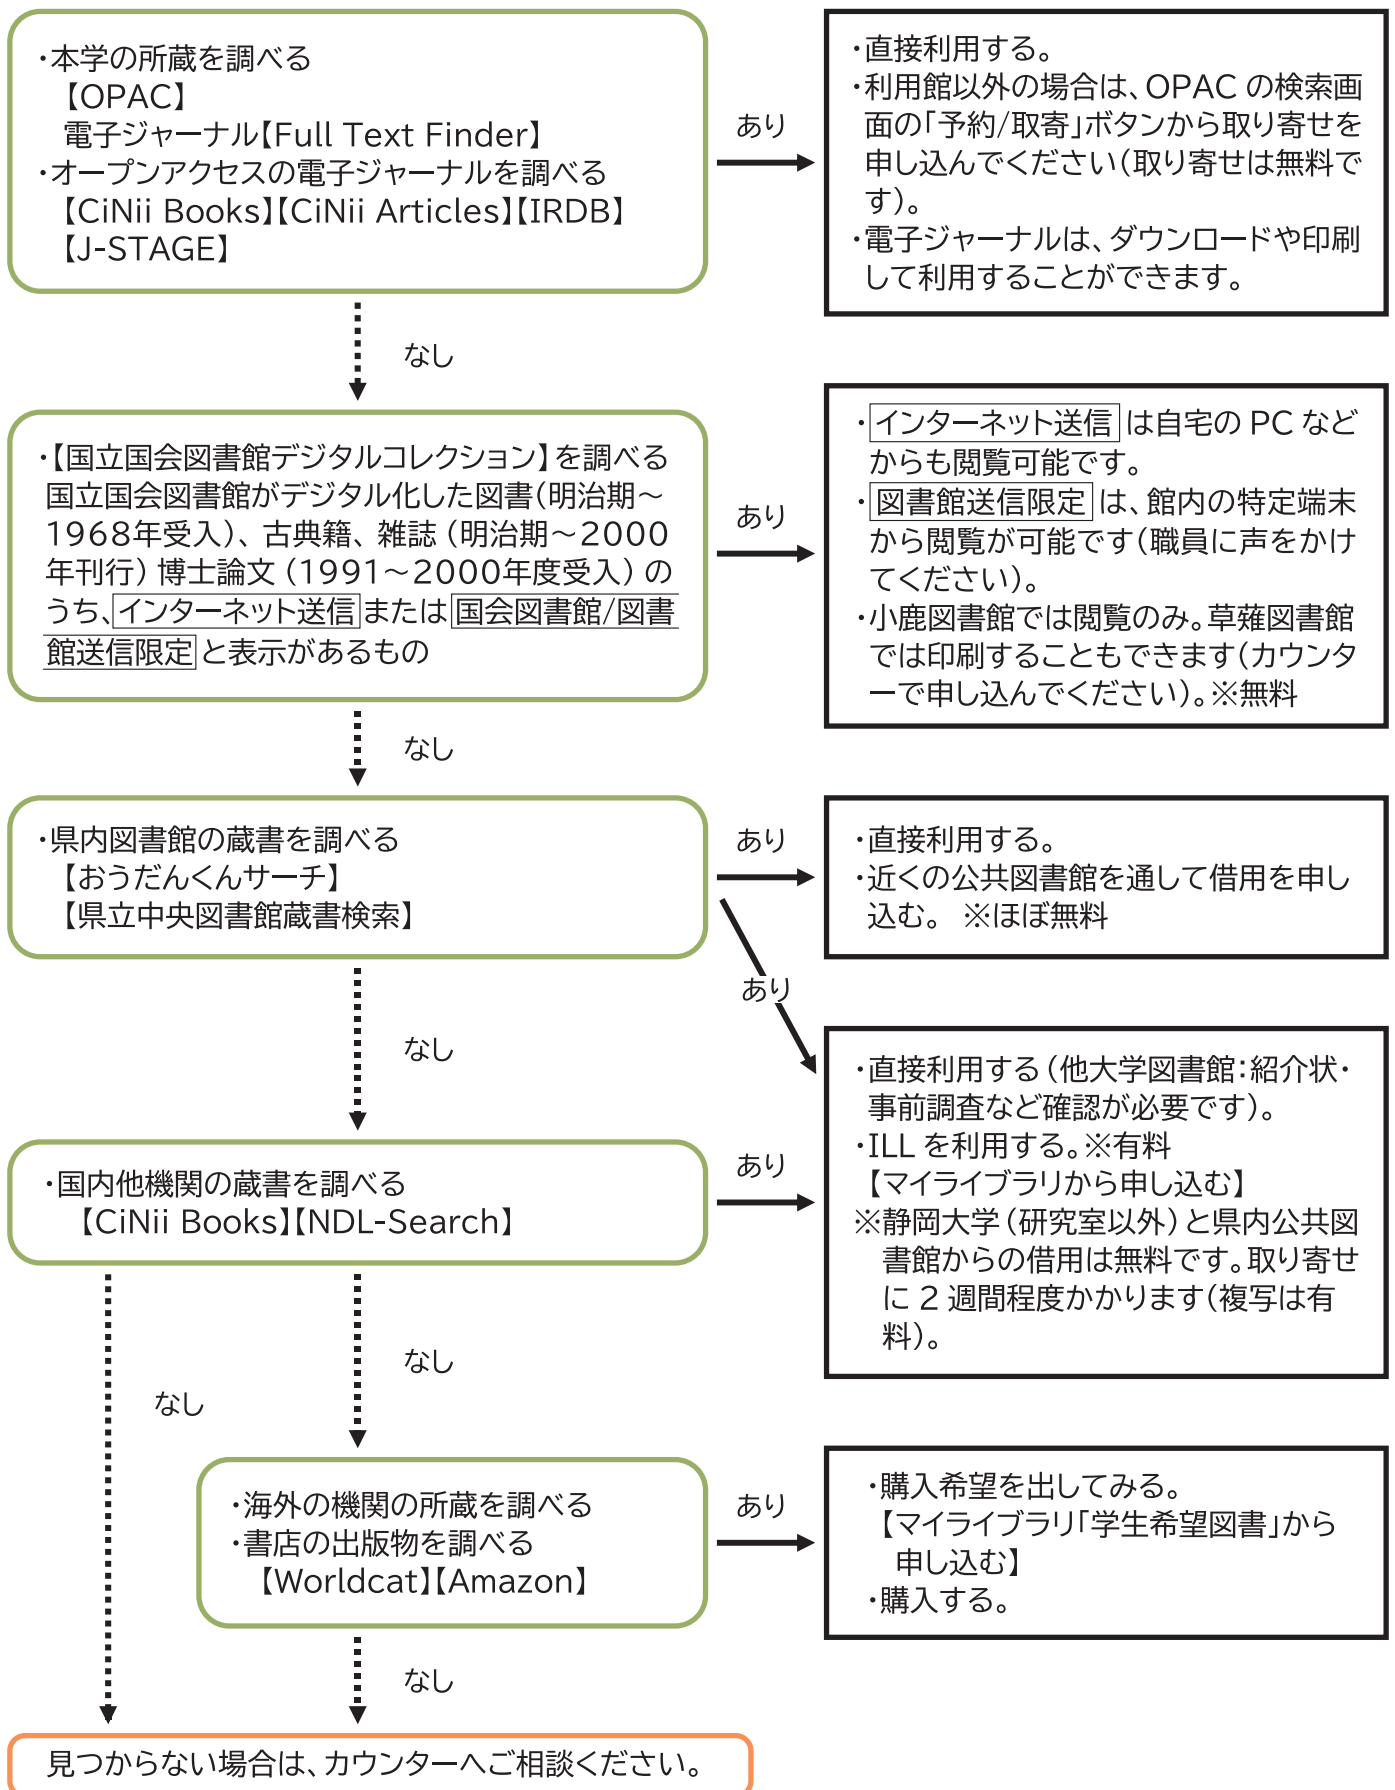 ・本学の所蔵を調べる
【OPAC】
電子ジャーナル【Full Text Finder】
・オープンアクセスの電子ジャーナルを調べる
【CiNii Books】【CiNii Articles】【IRDB】
【J-STAGE】
あり
・直接利用する。
・利用館以外の場合は、OPAC の検索画
面の「予約/取寄」ボタンから取り寄せを
申し込んでください（取り寄せは無料で
す）。
・電子ジャーナルは、ダウンロードや印刷
して利用することができます。
なし
・【国立国会図書館デジタルコレクション】を調べる
国立国会図書館がデジタル化した図書（明治期～
1968年受入）、古典籍、雑誌（明治期～2000
年刊行）博士論文（1991～2000年度受入）の
うち、インターネット送信または国会図書館/図書
館送信限定と表示があるもの
あり
・インターネット送信 は自宅の PC など
からも閲覧可能です。
・図書館送信限定 は、館内の特定端末
から閲覧が可能です（職員に声をかけ
てください）。
・小鹿図書館では閲覧のみ。草薙図書館
では印刷することもできます（カウンタ
ーで申し込んでください）。※無料
なし
・県内図書館の蔵書を調べる
【おうだんくんサーチ】
【県立中央図書館蔵書検索】
あり
・直接利用する。
・近くの公共図書館を通して借用を申し
込む。 ※ほぼ無料
あり
なし
・国内他機関の蔵書を調べる
【CiNii Books】【NDL-Search】
あり
・直接利用する（他大学図書館：紹介状・
事前調査など確認が必要です）。
・ILL を利用する。※有料
【マイライブラリから申し込む】
※静岡大学（研究室以外）と県内公共図
書館からの借用は無料です。取り寄せ
に 2 週間程度かかります（複写は有
料）。
なし
なし
・海外の機関の所蔵を調べる
・書店の出版物を調べる
【Worldcat】【Amazon】
あり
・購入希望を出してみる。
【マイライブラリ「学生希望図書」から
申し込む】
・購入する。
なし
見つからない場合は、カウンターへご相談ください。